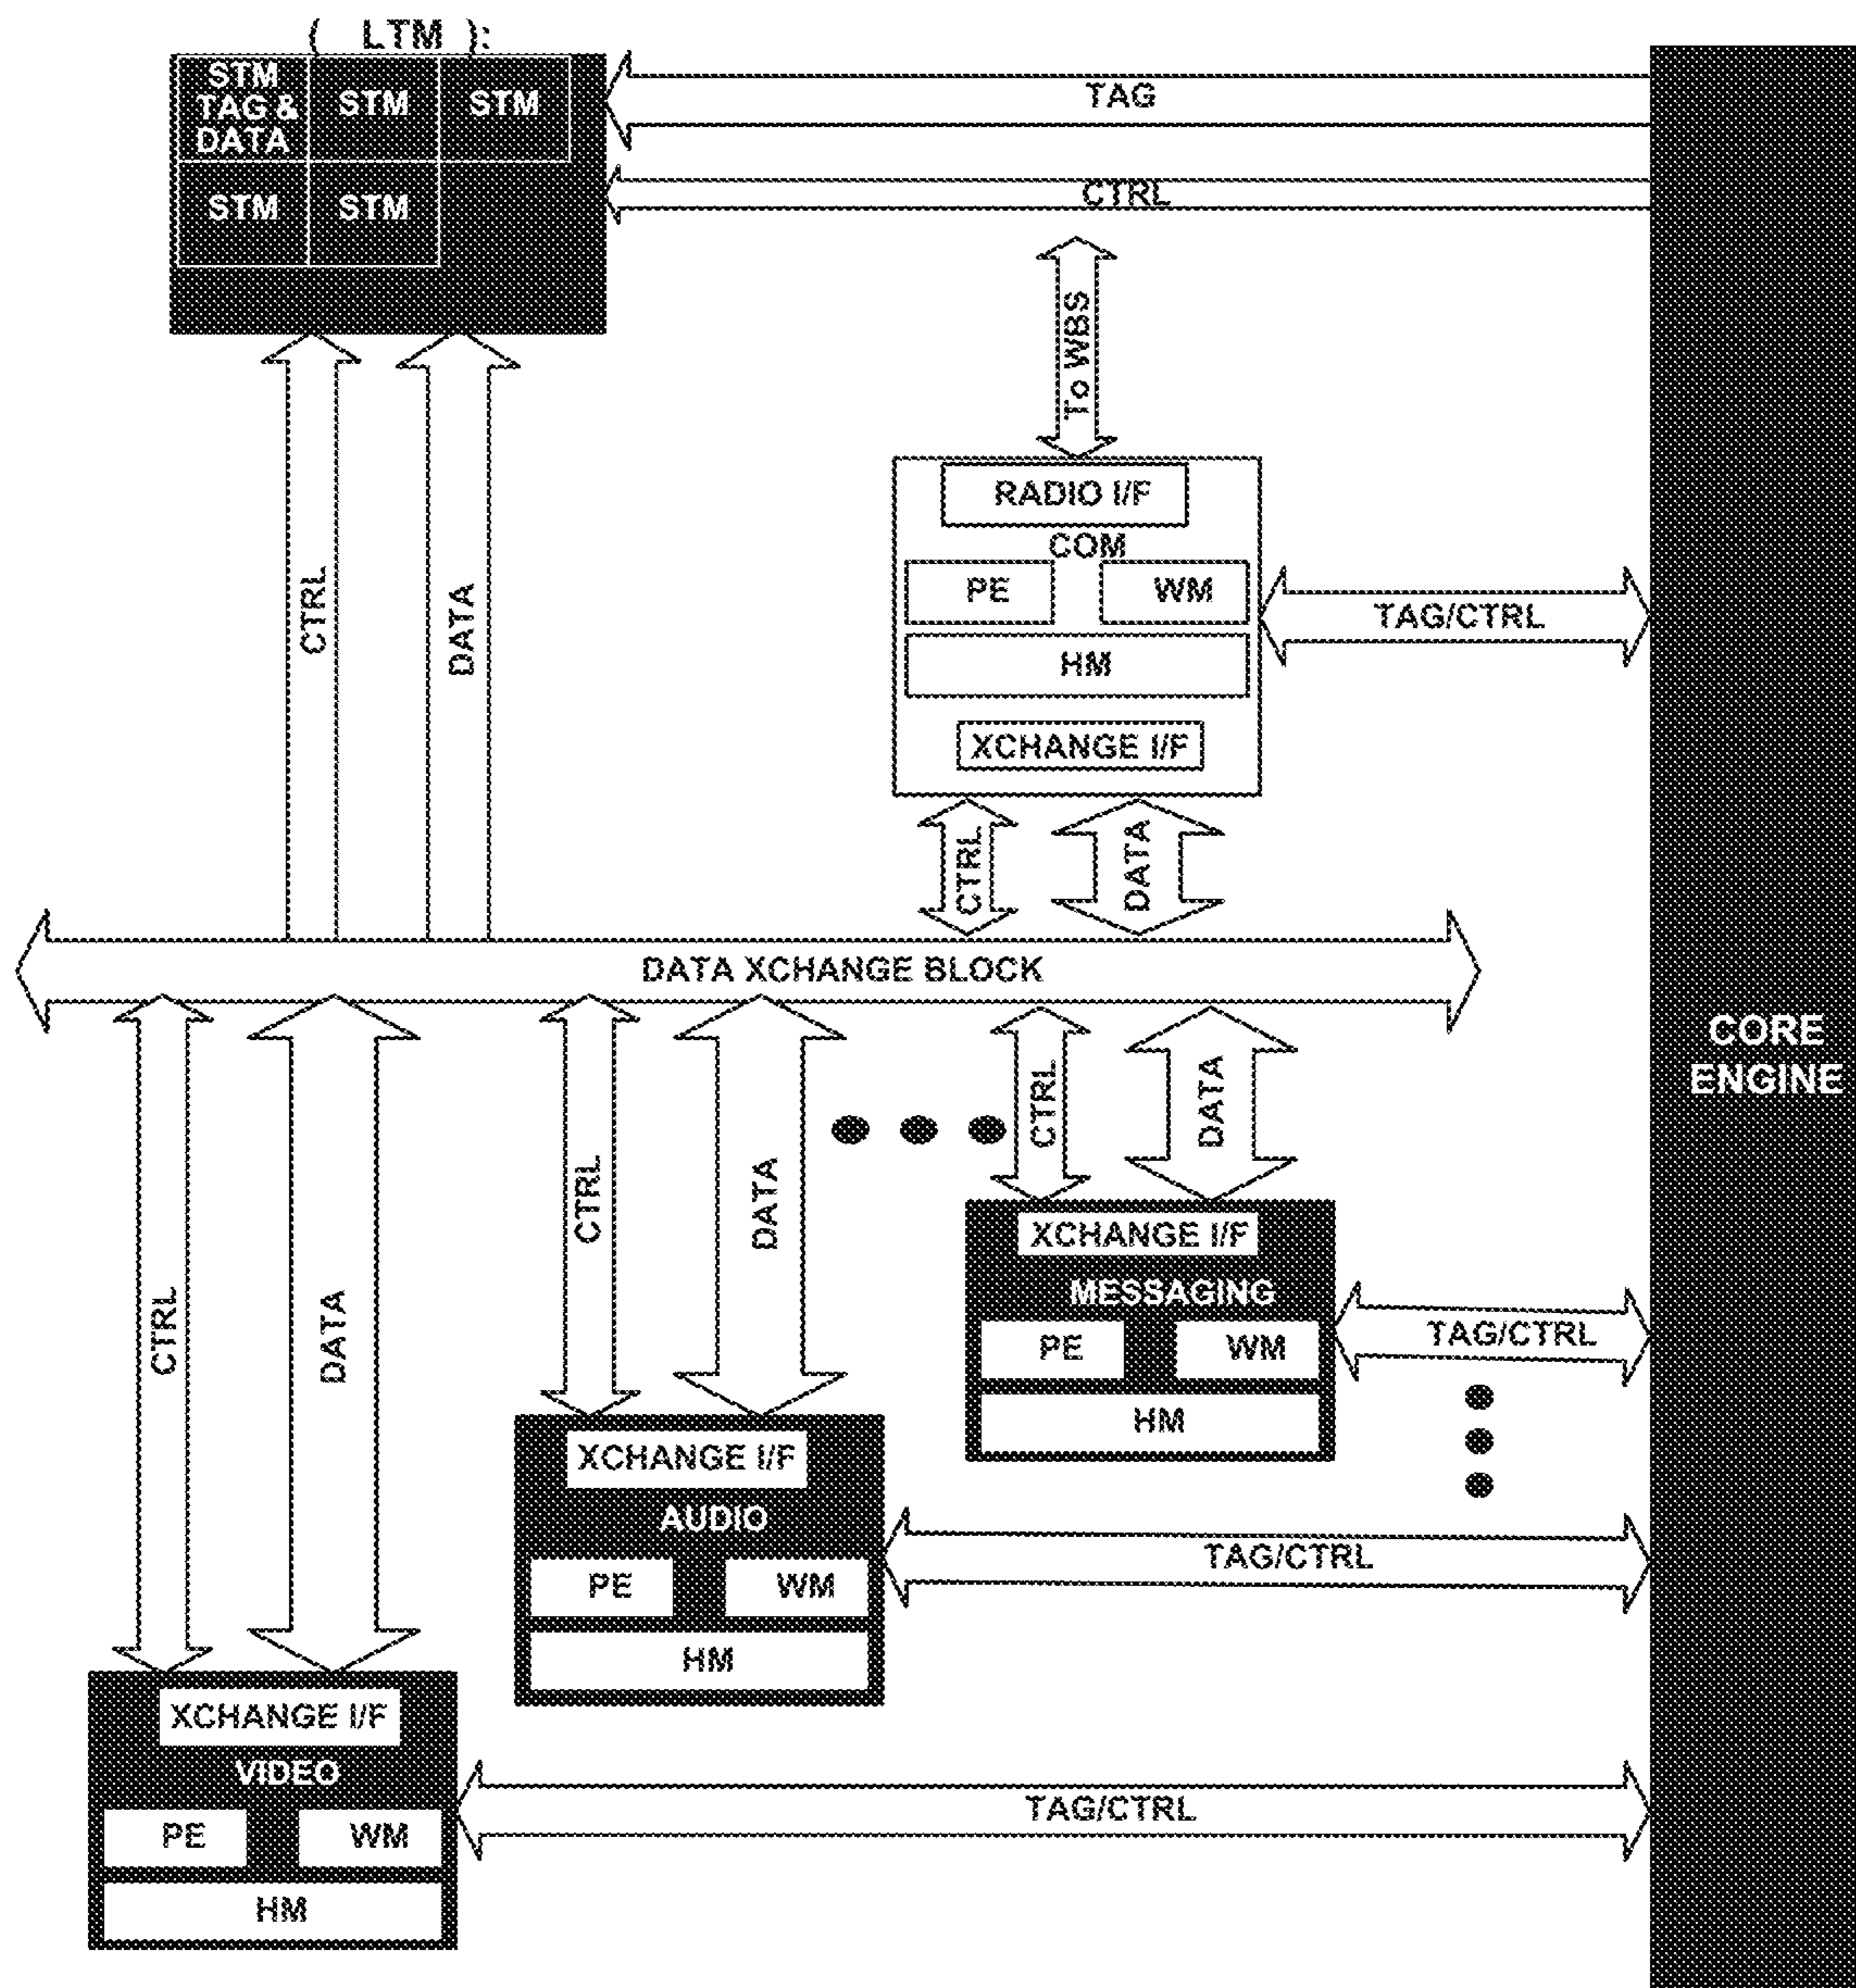 ( LTM ):
STM
TAG &
DATA
STM
STM
STM
STM
TAG
CTRL
To WBS
RADIO I/F
COM
PE
WM
HM
XCHANGE I/F
TAG/CTRL
CTRL
DATA
CTRL
DATA
DATA XCHANGE BLOCK
CORE
ENGINE
CTRL
DATA
CTRL
DATA
CTRL
DATA
XCHANGE I/F
MESSAGING
PE
WM
HM
TAG/CTRL
XCHANGE I/F
AUDIO
PE
WM
HM
TAG/CTRL
XCHANGE I/F
VIDEO
PE
WM
HM
TAG/CTRL